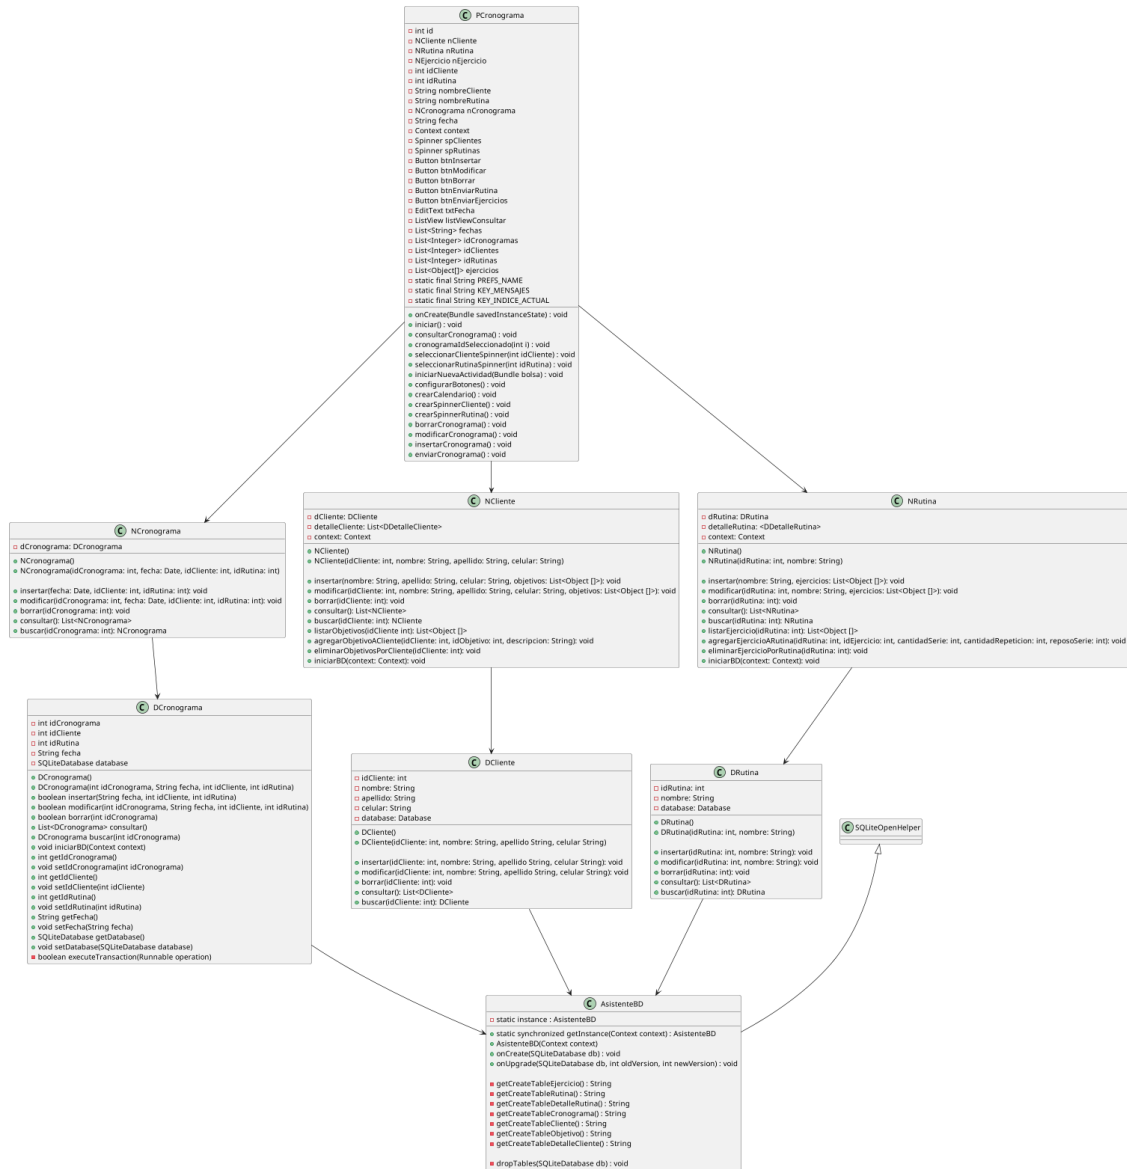 PCronograma
int id
NCliente nCliente
NRutina nRutina
NEjercicio nEjercicio
int idCliente
int idRutina
String nombreCliente
String nombreRutina
NCronograma nCronograma
String fecha
Context context
Spinner spClientes
Spinner spRutinas
Button btnInsertar
Button btnModificar
Button btnBorrar
Button btnEnviarRutina
Button btnEnviarEjercicios
EditText txtFecha
ListView listViewConsultar
List<String> fechas
List<Integer> idCronogramas
List<Integer> idClientes
List<Integer> idRutinas
List<Object[]> ejercicios
static final String PREFS_NAME
static final String KEY_MENSAJES
static final String KEY_INDICE_ACTUAL
onCreate(Bundle savedInstanceState) : void
iniciar() : void
consultarCronograma() : void
cronogramaIdSeleccionado(int i) : void
seleccionarClienteSpinner(int idCliente) : void
seleccionarRutinaSpinner(int idRutina) : void
iniciarNuevaActividad(Bundle bolsa) : void
configurarBotones() : void
crearCalendario() : void
crearSpinnerCliente() : void
crearSpinnerRutina() : void
borrarCronograma() : void
modificarCronograma() : void
insertarCronograma() : void
enviarCronograma() : void
NCronograma
dCronograma: DCronograma
NCronograma()
NCronograma(idCronograma: int, fecha: Date, idCliente: int, idRutina: int)
insertar(fecha: Date, idCliente: int, idRutina: int): void
modificar(idCronograma: int, fecha: Date, idCliente: int, idRutina: int): void
borrar(idCronograma: int): void
consultar(): List<NCronograma>
buscar(idCronograma: int): NCronograma
NCliente
dCliente: DCliente
detalleCliente: List<DDetalleCliente>
context: Context
NCliente()
NCliente(idCliente: int, nombre: String, apellido: String, celular: String)
insertar(nombre: String, apellido: String, celular: String, objetivos: List<Object []>): void
modificar(idCliente: int, nombre: String, apellido: String, celular: String, objetivos: List<Object []>): void
borrar(idCliente: int): void
consultar(): List<NCliente>
buscar(idCliente: int): NCliente
listarObjetivos(idCliente int): List<Object []>
agregarObjetivoACliente(idCliente: int, idObjetivo: int, descripcion: String): void
eliminarObjetivosPorCliente(idCliente: int): void
iniciarBD(context: Context): void
NRutina
dRutina: DRutina
detalleRutina: <DDetalleRutina>
context: Context
NRutina()
NRutina(idRutina: int, nombre: String)
insertar(nombre: String, ejercicios: List<Object []>): void
modificar(idRutina: int, nombre: String, ejercicios: List<Object []>): void
borrar(idRutina: int): void
consultar(): List<NRutina>
buscar(idRutina: int): NRutina
listarEjercicio(idRutina: int): List<Object []>
agregarEjercicioARutina(idRutina: int, idEjercicio: int, cantidadSerie: int, cantidadRepeticion: int, reposoSerie: int): void
eliminarEjercicioPorRutina(idRutina: int): void
iniciarBD(context: Context): void
DCronograma
int idCronograma
int idCliente
int idRutina
String fecha
SQLiteDatabase database
DCronograma()
DCronograma(int idCronograma, String fecha, int idCliente, int idRutina)
boolean insertar(String fecha, int idCliente, int idRutina)
boolean modificar(int idCronograma, String fecha, int idCliente, int idRutina)
boolean borrar(int idCronograma)
List<DCronograma> consultar()
DCronograma buscar(int idCronograma)
void iniciarBD(Context context)
int getIdCronograma()
void setIdCronograma(int idCronograma)
int getIdCliente()
void setIdCliente(int idCliente)
int getIdRutina()
void setIdRutina(int idRutina)
String getFecha()
void setFecha(String fecha)
SQLiteDatabase getDatabase()
void setDatabase(SQLiteDatabase database)
boolean executeTransaction(Runnable operation)
DCliente
idCliente: int
nombre: String
apellido: String
celular: String
database: Database
DCliente()
DCliente(idCliente: int, nombre: String, apellido String, celular String)
insertar(idCliente: int, nombre: String, apellido String, celular String): void
modificar(idCliente: int, nombre: String, apellido String, celular String): void
borrar(idCliente: int): void
consultar(): List<DCliente>
buscar(idCliente: int): DCliente
DRutina
idRutina: int
nombre: String
database: Database
DRutina()
DRutina(idRutina: int, nombre: String)
insertar(idRutina: int, nombre: String): void
modificar(idRutina: int, nombre: String): void
borrar(idRutina: int): void
consultar(): List<DRutina>
buscar(idRutina: int): DRutina
SQLiteOpenHelper
AsistenteBD
static instance : AsistenteBD
static synchronized getInstance(Context context) : AsistenteBD
AsistenteBD(Context context)
onCreate(SQLiteDatabase db) : void
onUpgrade(SQLiteDatabase db, int oldVersion, int newVersion) : void
getCreateTableEjercicio() : String
getCreateTableRutina() : String
getCreateTableDetalleRutina() : String
getCreateTableCronograma() : String
getCreateTableCliente() : String
getCreateTableObjetivo() : String
getCreateTableDetalleCliente() : String
dropTables(SQLiteDatabase db) : void